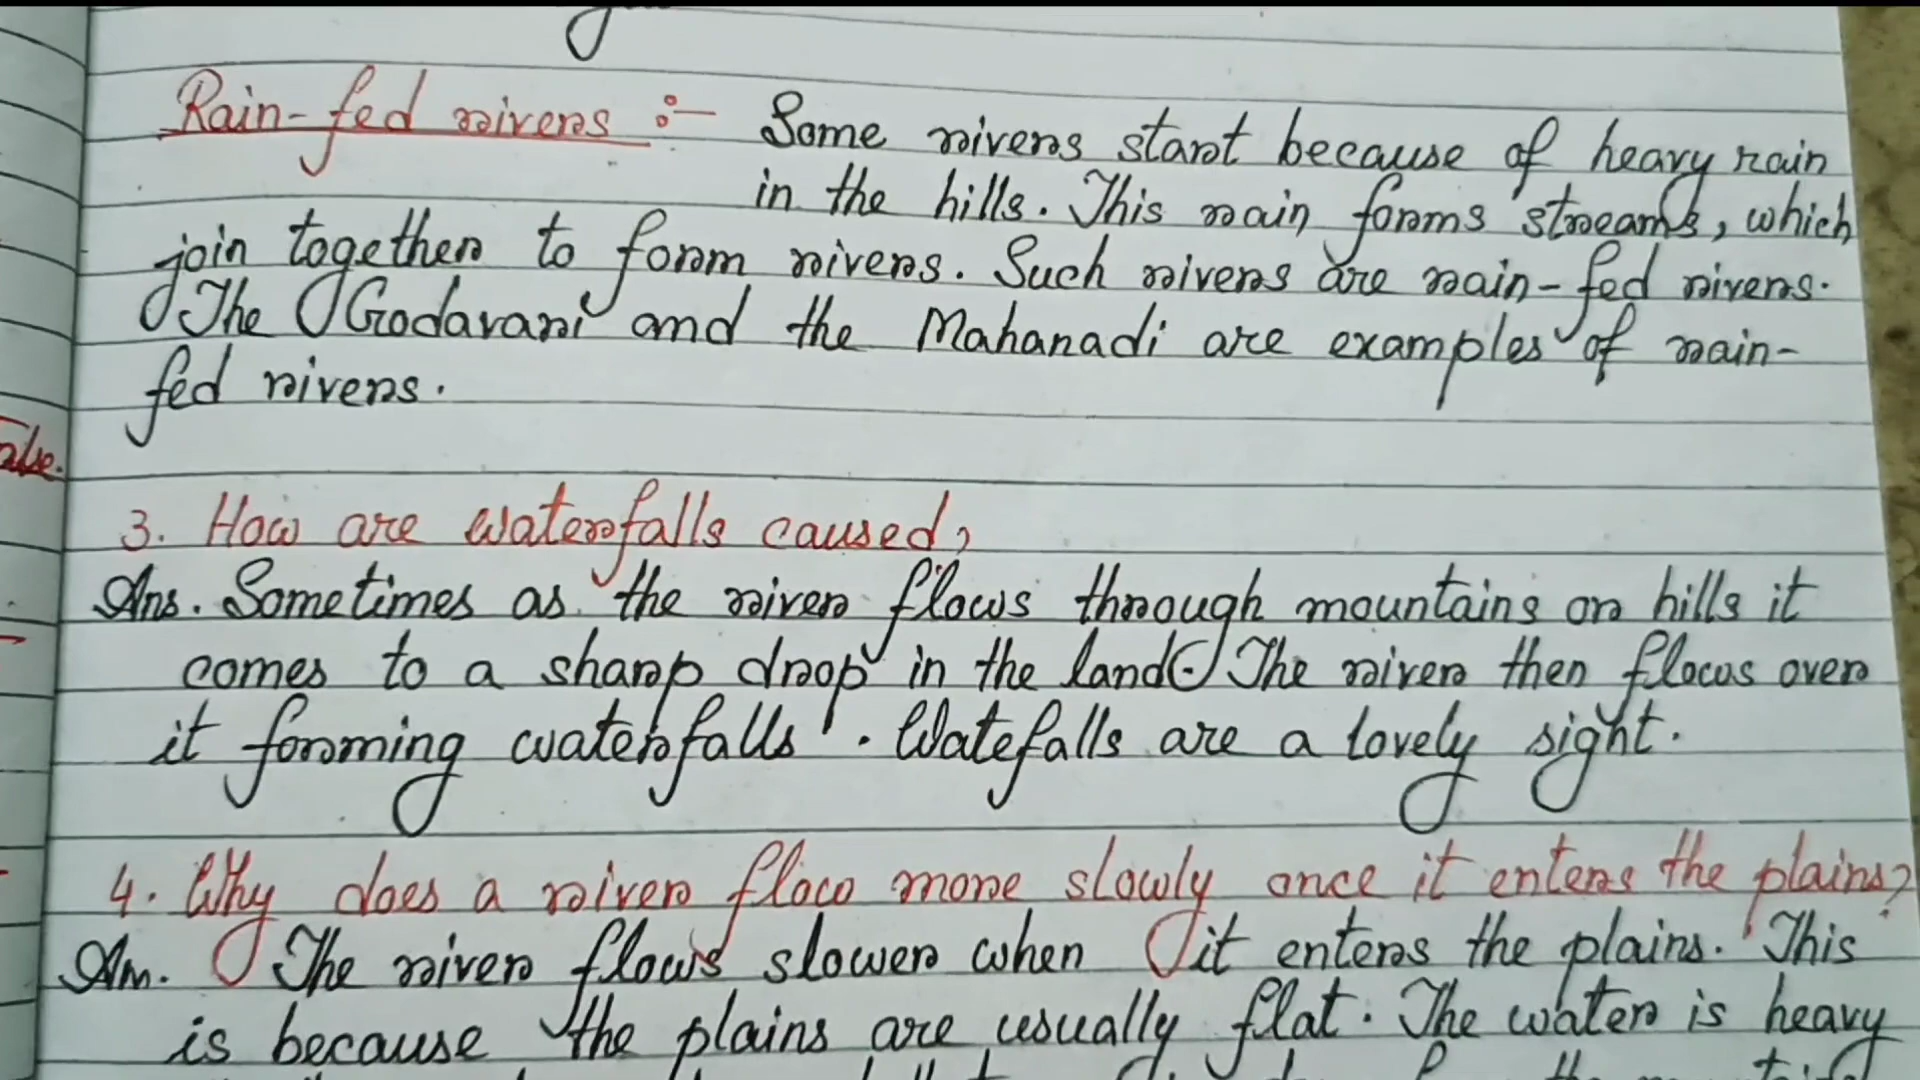 Rain-fed rivers :- Some rivers start because of heavy rain
in the hills. This rain forms streams, which
join together to form rivers. Such rivers are rain-fed rivers.
The Godavari and the Mahanadi are examples of rain-
fed rivers.
3. How are waterfalls caused?
Ans. Sometimes as the river flows through mountains or hills it
comes to a sharp drop in the land. The river then flows over
it forming waterfalls. Watefalls are a lovely sight.
4. Why does a river flow more slowly once it enters the plains?
Ans. The river flows slower when it enters the plains. This
is because the plains are usually flat. The water is heavy